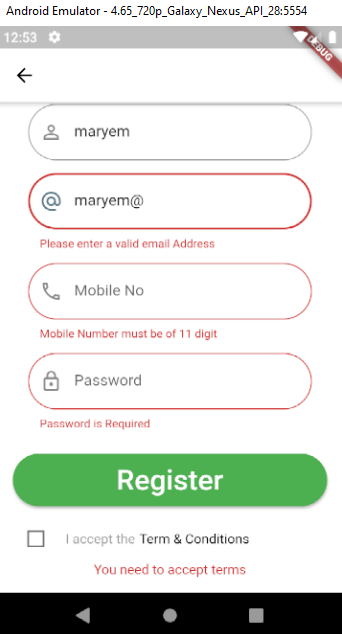 Android Emulator - 4.65_720p_Galaxy_Nexus_API_28:5554
12:53
DEBUG
maryem
maryem@
Please enter a valid email Address
Mobile No
Mobile Number must be of 11 digit
Password
Password is Required
Register
I accept the Term & Conditions
You need to accept terms